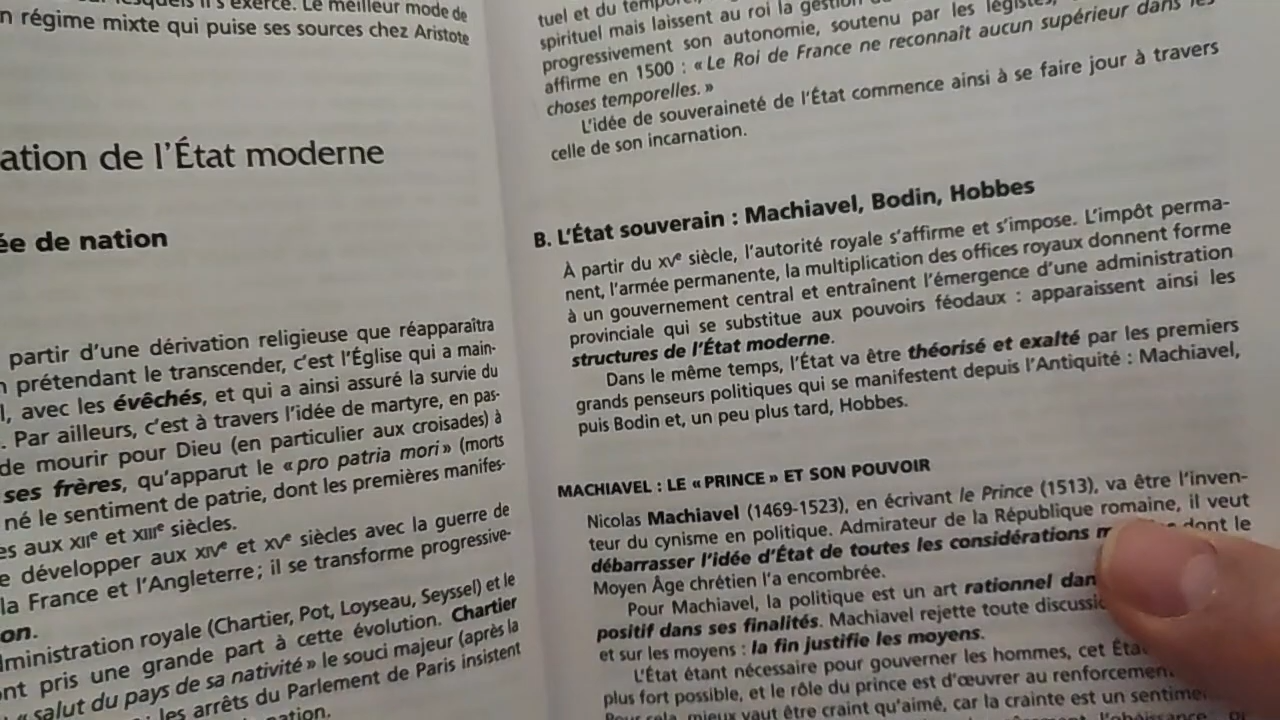 lesquels il s'exerce. Le meilleur mode de
n régime mixte qui puise ses sources chez Aristote
ation de l'État moderne
ée de nation
partir d'une dérivation religieuse que réapparaîtra
prétendant le transcender, c'est l'Église qui a main-
l, avec les évêchés, et qui a ainsi assuré la survie du
. Par ailleurs, c'est à travers l'idée de martyre, en pas-
de mourir pour Dieu (en particulier aux croisades) à
ses frères, qu'apparut le « pro patria mori » (morts
né le sentiment de patrie, dont les premières manifes-
es aux XIIe et XIIIe siècles.
e développer aux XIVe et XVe siècles avec la guerre de
la France et l'Angleterre ; il se transforme progressive-
on.
dministration royale (Chartier, Pot, Loyseau, Seyssel) et le
nt pris une grande part à cette évolution. Chartier
« salut du pays de sa nativité » le souci majeur (après la
les arrêts du Parlement de Paris insistent
nation.
tuel et du
spirituel mais laissent au roi la gestion
progressivement son autonomie, soutenu par les légistes,
affirme en 1500 : « Le Roi de France ne reconnaît aucun supérieur dans les
choses temporelles. »
L'idée de souveraineté de l'État commence ainsi à se faire jour à travers
celle de son incarnation.
B. L'État souverain : Machiavel, Bodin, Hobbes
À partir du XVe siècle, l'autorité royale s'affirme et s'impose. L'impôt perma-
nent, l'armée permanente, la multiplication des offices royaux donnent forme
à un gouvernement central et entraînent l'émergence d'une administration
provinciale qui se substitue aux pouvoirs féodaux : apparaissent ainsi les
structures de l'État moderne.
Dans le même temps, l'État va être théorisé et exalté par les premiers
grands penseurs politiques qui se manifestent depuis l'Antiquité : Machiavel,
puis Bodin et, un peu plus tard, Hobbes.
MACHIAVEL : LE « PRINCE » ET SON POUVOIR
Nicolas Machiavel (1469-1523), en écrivant le Prince (1513), va être l'inven-
teur du cynisme en politique. Admirateur de la République romaine, il veut
débarrasser l'idée d'État de toutes les considérations m dont le
Moyen Âge chrétien l'a encombrée.
Pour Machiavel, la politique est un art rationnel dan
positif dans ses finalités. Machiavel rejette toute discussi
et sur les moyens : la fin justifie les moyens.
L'État étant nécessaire pour gouverner les hommes, cet Éta
plus fort possible, et le rôle du prince est d'œuvrer au renforcement
Pour cela, mieux vaut être craint qu'aimé, car la crainte est un sentime
l'obéissance